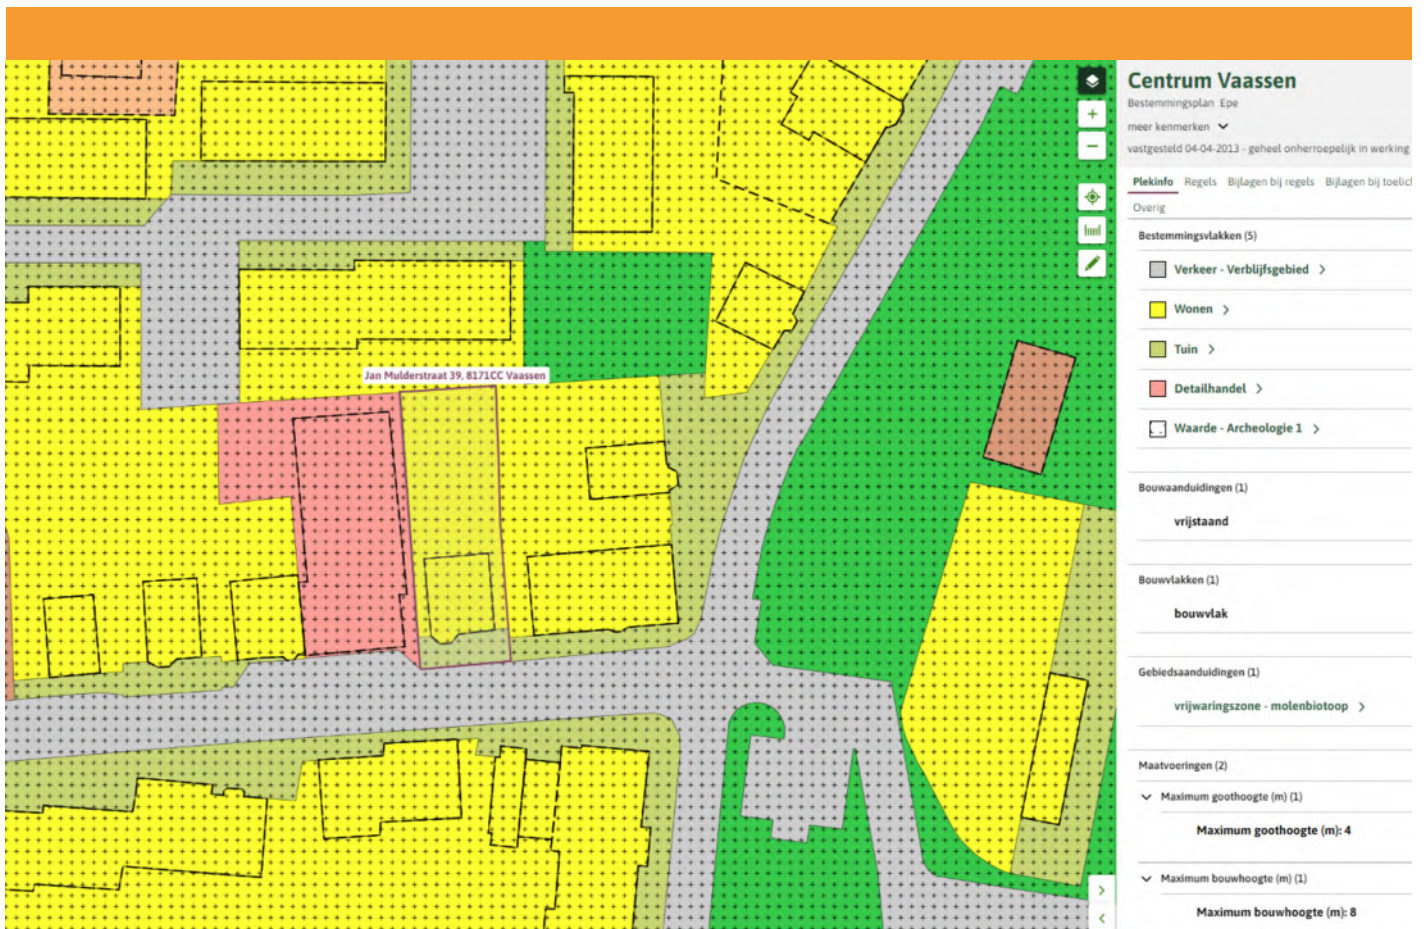 Jan Mulderstraat 39, 8171CC Vaassen
Centrum Vaassen
Bestemmingsplan Epe
meer kenmerken
vastgesteld 04-04-2013 - geheel onherroepelijk in werking
Plekinfo Regels Bijlagen bij regels Bijlagen bij toelich
Overig
Bestemmingsvlakken (5)
Verkeer - Verblijfsgebied
Wonen
Tuin
Detailhandel
Waarde - Archeologie 1
Bouwaanduidingen (1)
vrijstaand
Bouwvlakken (1)
bouwvlak
Gebiedsaanduidingen (1)
vrijwaringszone - molenbiotoop
Maatvoeringen (2)
Maximum goothoogte (m) (1)
Maximum goothoogte (m): 4
Maximum bouwhoogte (m) (1)
Maximum bouwhoogte (m): 8